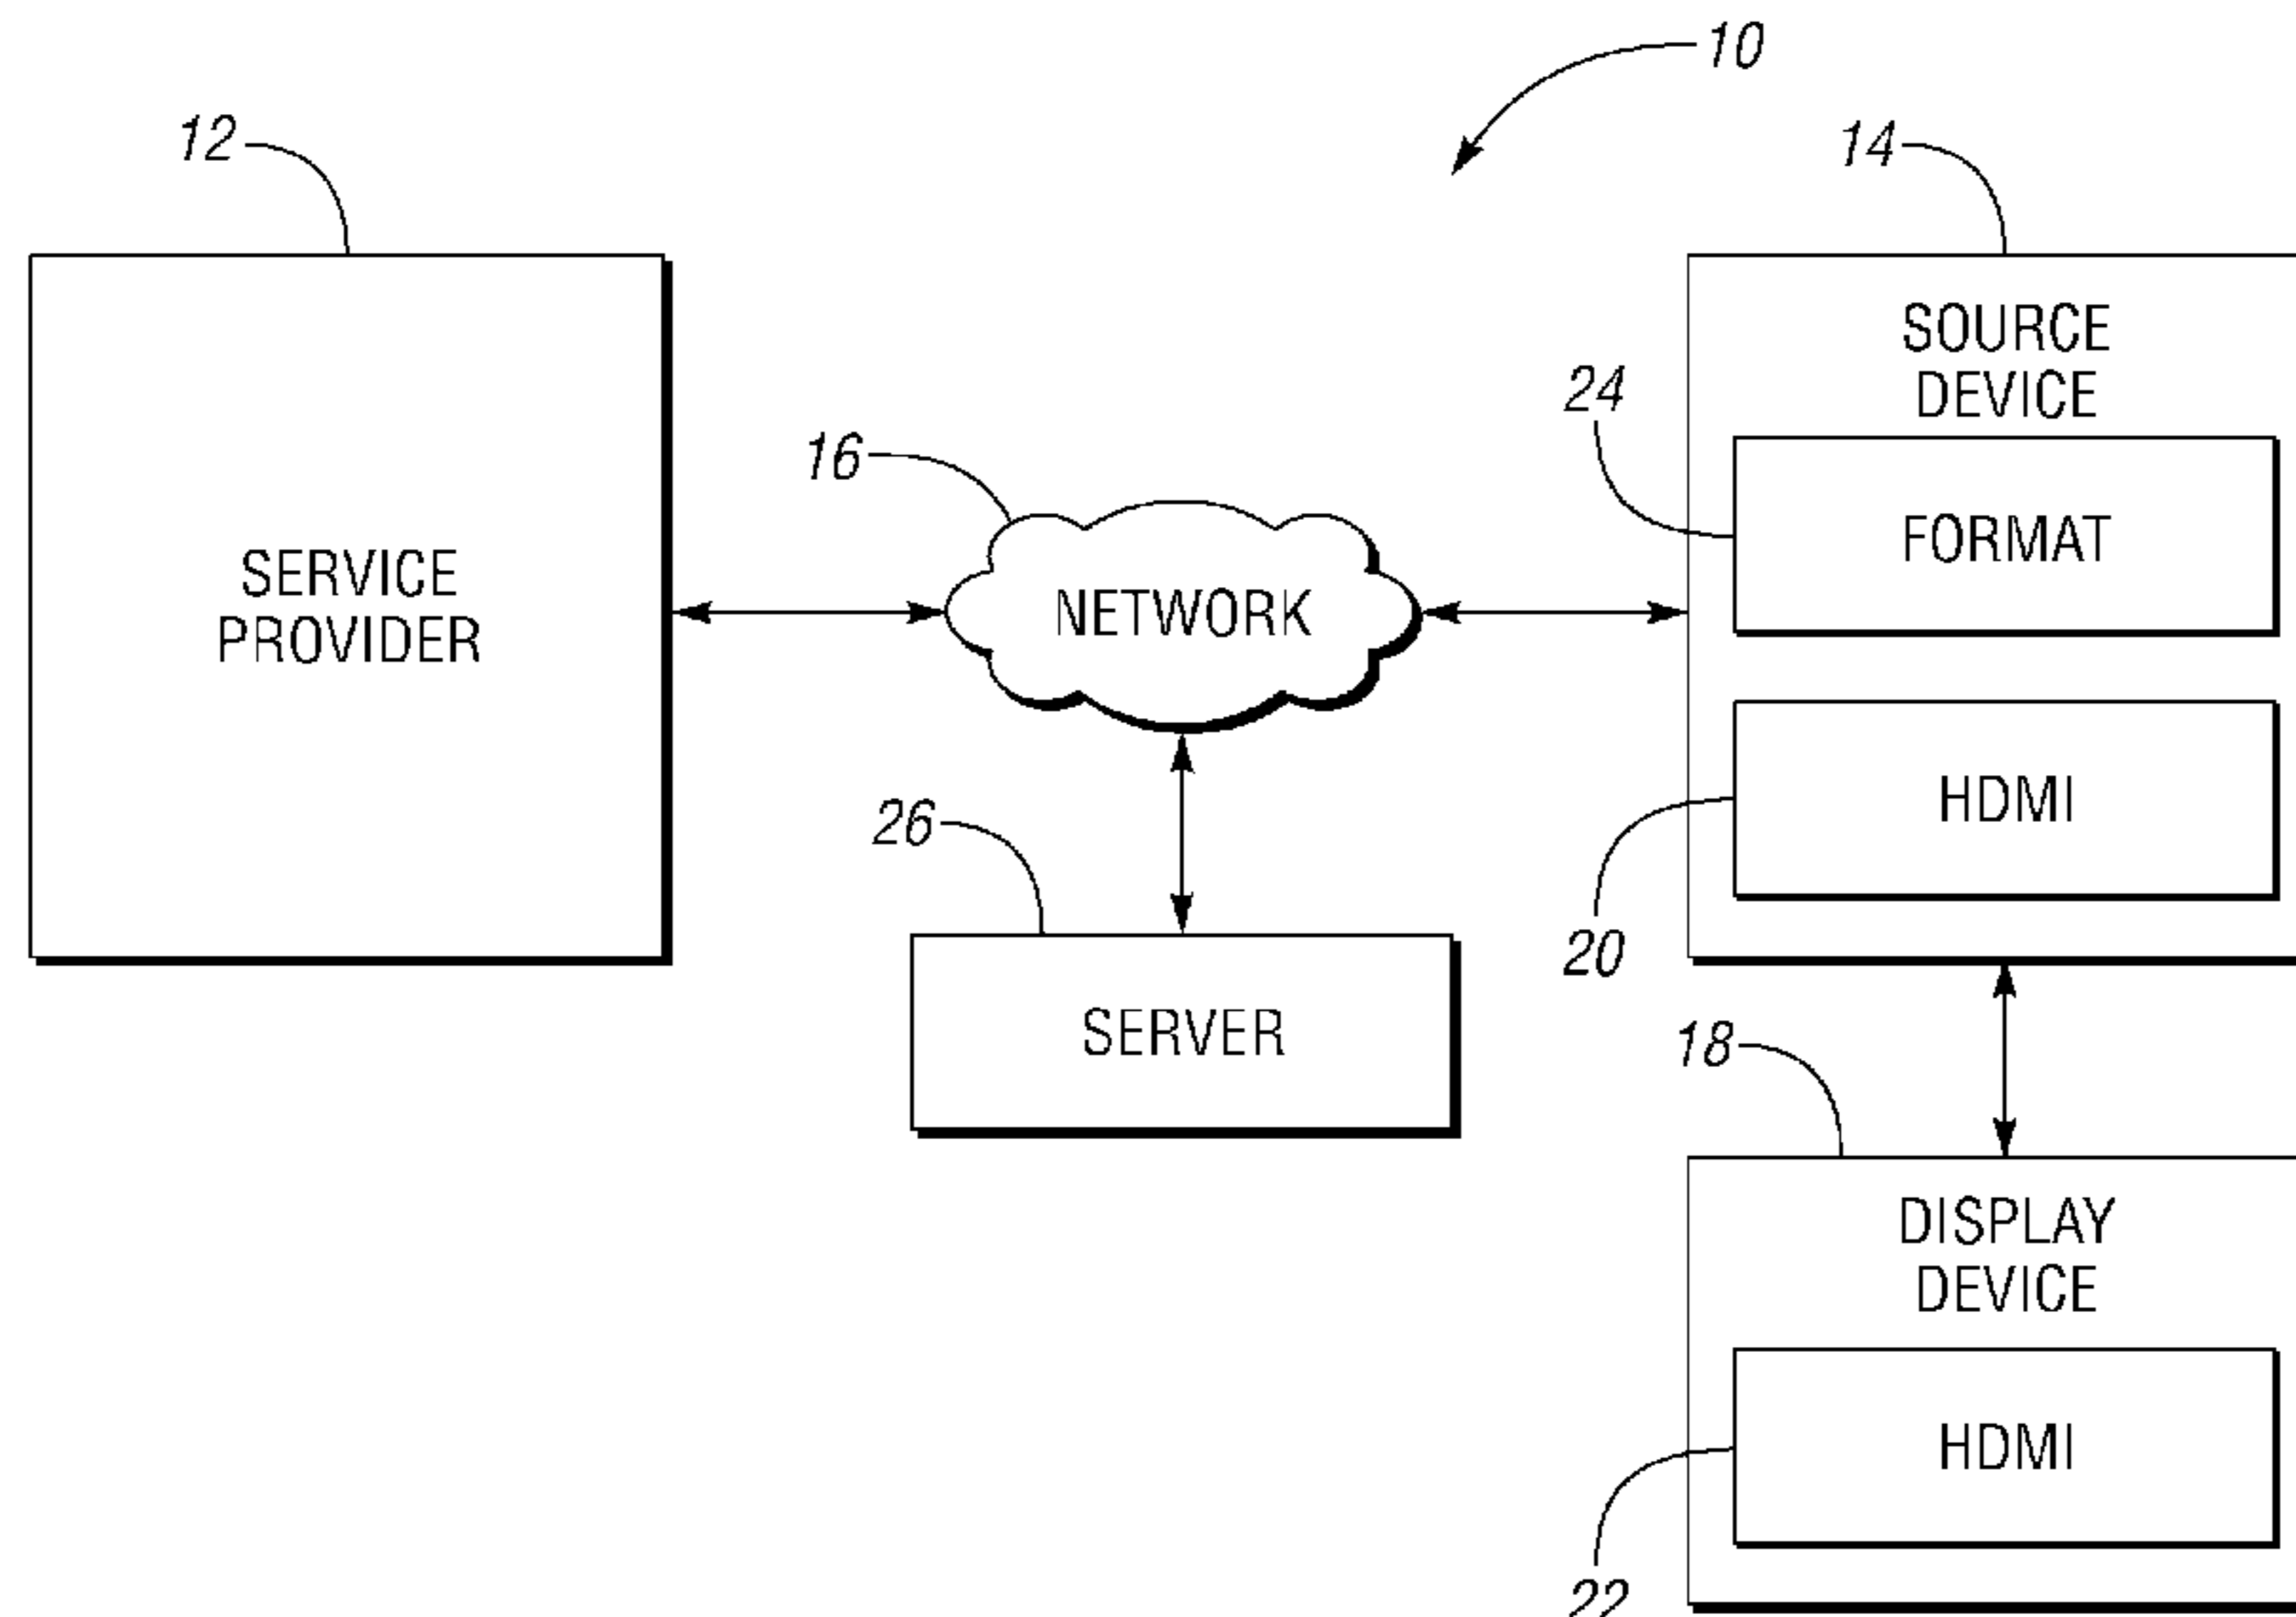 10
12
14
SERVICE
PROVIDER
16
NETWORK
26
SERVER
SOURCE
DEVICE
24
FORMAT
HDMI
20
18
DISPLAY
DEVICE
HDMI
22